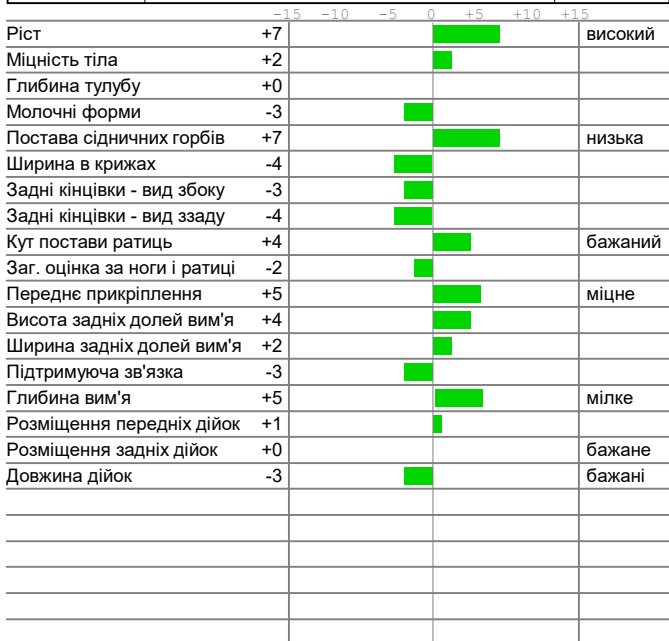 -15 -10 -5 0 +5 +10 +15
Ріст +7 високий
Міцність тіла +2
Глибина тулубу +0
Молочні форми -3
Постава сідничних горбів +7 низька
Ширина в крижах -4
Задні кінцівки - вид збоку -3
Задні кінцівки - вид ззаду -4
Кут постави ратиць +4 бажаний
Заг. оцінка за ноги і ратиці -2
Переднє прикріплення +5 міцне
Висота задніх долей вим'я +4
Ширина задніх долей вим'я +2
Підтримуюча зв'язка -3
Глибина вим'я +5 мілке
Розміщення передніх дійок +1
Розміщення задніх дійок +0 бажане
Довжина дійок -3 бажані